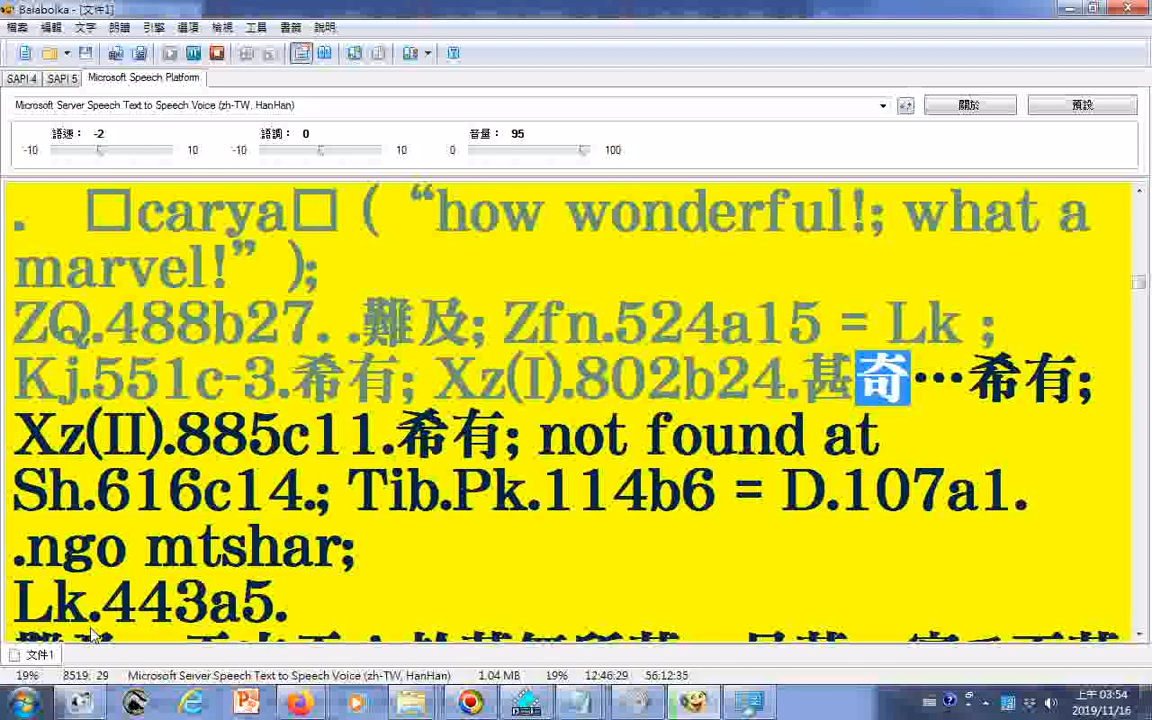 Balabolka - [文件1]
檔案 編輯 文字 朗讀 引擎 選項 檢視 工具 書籤 說明
SAPI 4 SAPI 5 Microsoft Speech Platform
Microsoft Server Speech Text to Speech Voice (zh-TW, HanHan) 關於 預設
語速： -2 語調： 0 音量： 95
-10 10 -10 10 0 100
. □carya□ (“how wonderful!; what a
marvel!”);
ZQ.488b27. .難及; Zfn.524a15 = Lk ;
Kj.551c-3.希有; Xz(I).802b24.甚奇…希有;
Xz(II).885c11.希有; not found at
Sh.616c14.; Tib.Pk.114b6 = D.107a1.
.ngo mtshar;
Lk.443a5.
文件1
19% 8519, 29 Microsoft Server Speech Text to Speech Voice (zh-TW, HanHan) 1.04 MB 19% 12:46:29 56:12:35
上午 03:54
2019/11/16